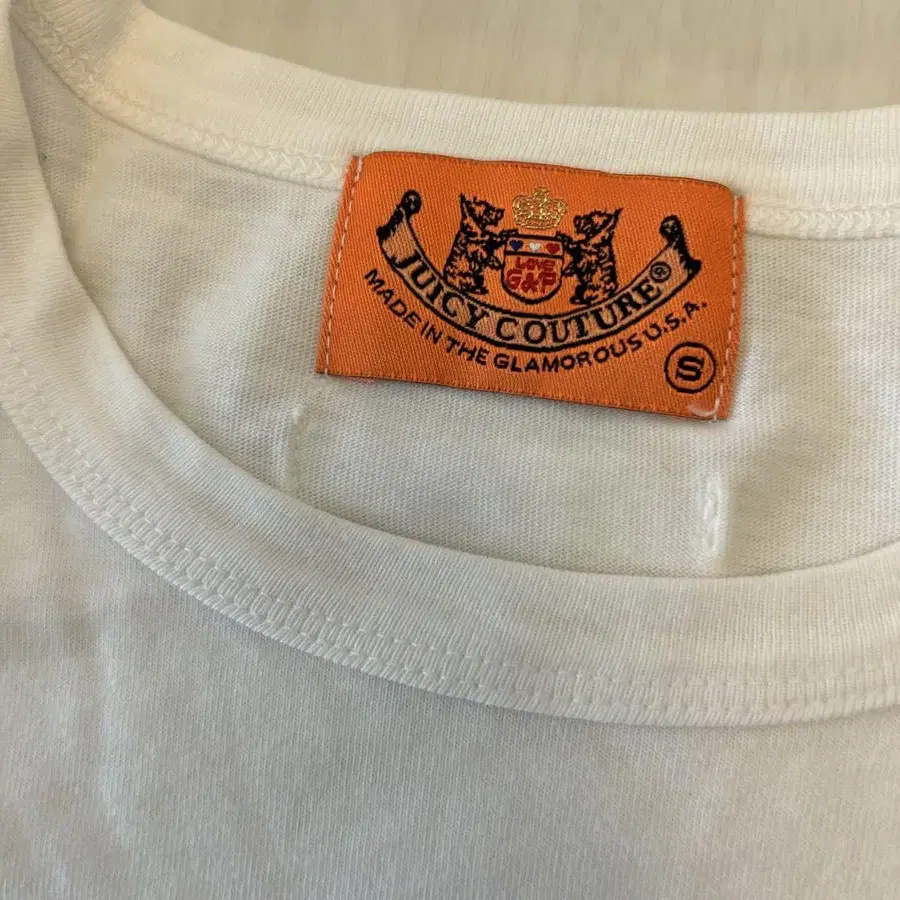 LOVE
G&P
JUICY COUTURE®
MADE IN THE GLAMOROUS U.S.A.
S